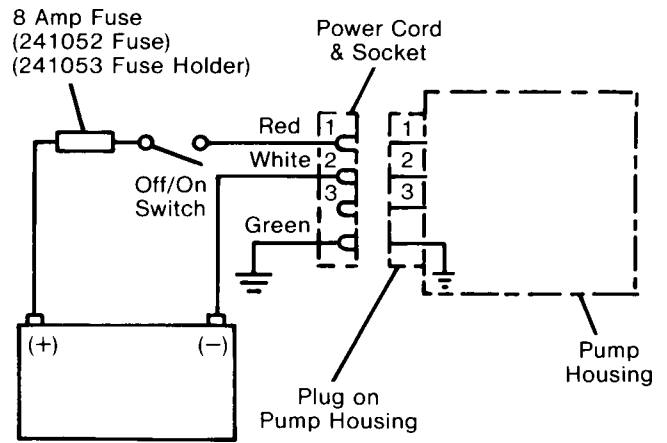 8 Amp Fuse
(241052 Fuse)
(241053 Fuse Holder)
Power Cord
& Socket
Red
1
1
White
2
2
3
3
Off/On
Switch
Green
(+)
(−)
Plug on
Pump Housing
Pump
Housing